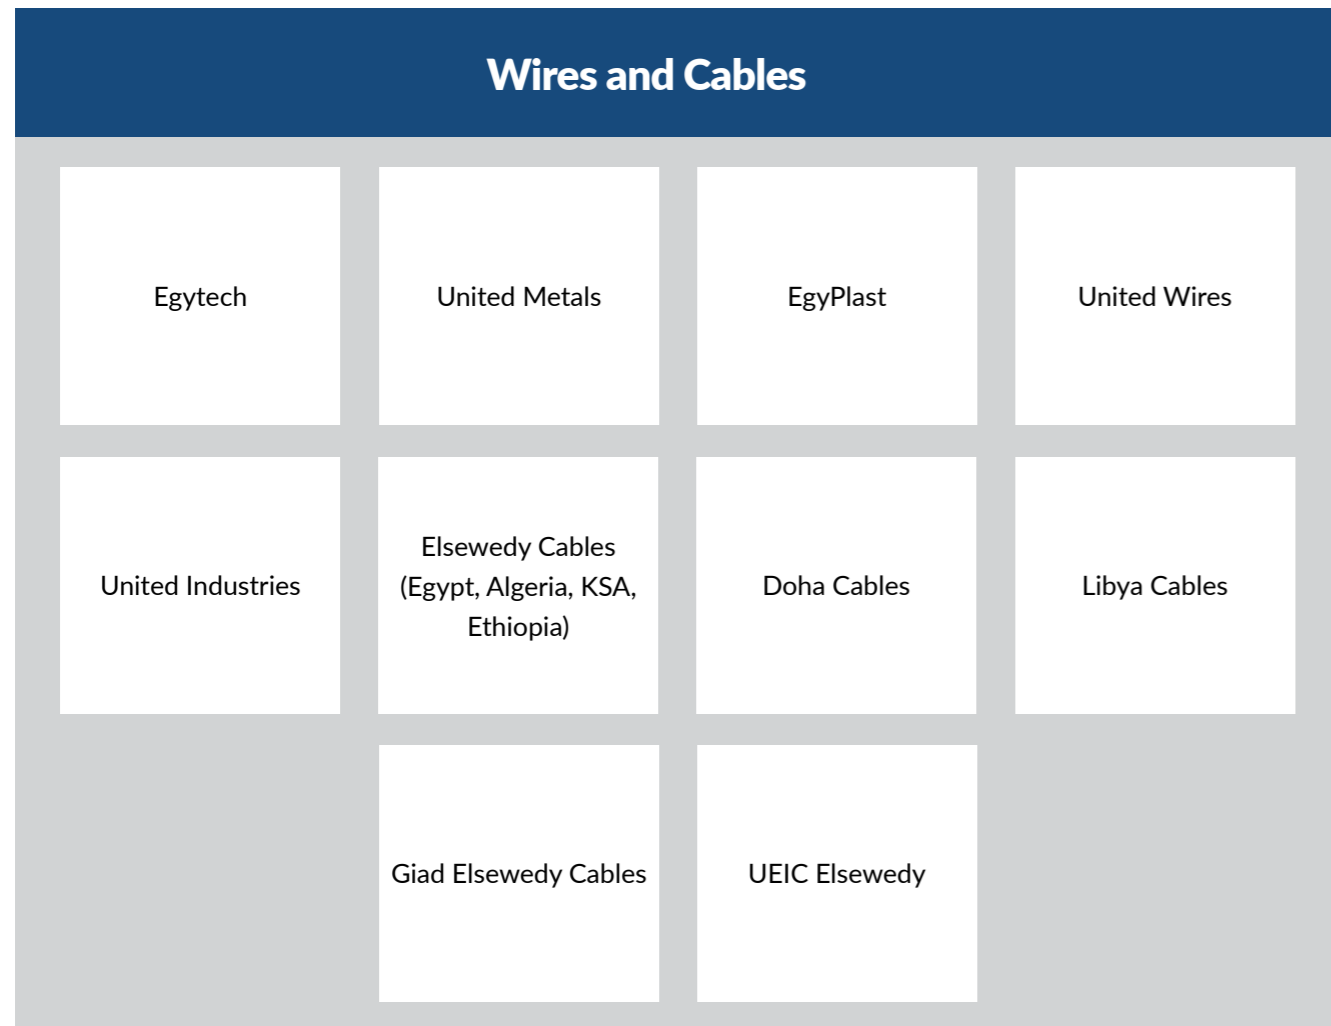 Wires and Cables
Egytech
United Metals
EgyPlast
United Wires
United Industries
Elsewedy Cables
(Egypt, Algeria, KSA,
Ethiopia)
Doha Cables
Libya Cables
Giad Elsewedy Cables
UEIC Elsewedy